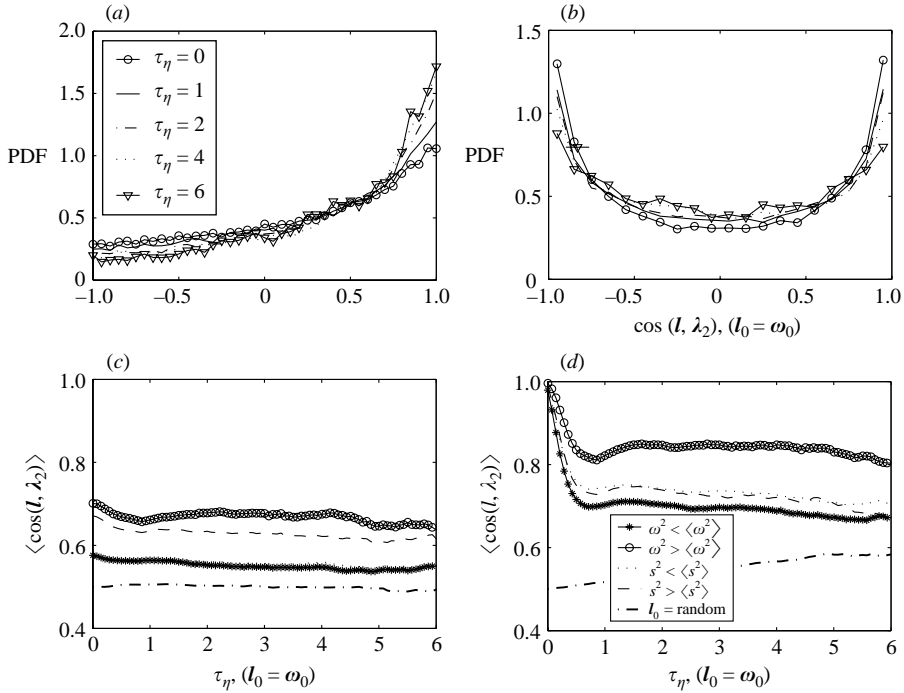 (a)
2.0
1.5
PDF
1.0
0.5
0
−1.0 −0.5 0 0.5 1.0
τη = 0
τη = 1
τη = 2
τη = 4
τη = 6
(b)
1.5
1.0
PDF
0.5
0
−1.0 −0.5 0 0.5 1.0
cos (l, λ2), (l0 = ω0)
(c)
1.0
0.8
⟨cos(l, λ2)⟩
0.6
0.4
0 1 2 3 4 5 6
τη, (l0 = ω0)
(d)
1.0
0.8
⟨cos(l, λ2)⟩
0.6
0.4
0 1 2 3 4 5 6
τη, (l0 = ω0)
ω2 < ⟨ω2⟩
ω2 > ⟨ω2⟩
s2 < ⟨s2⟩
s2 > ⟨s2⟩
l0 = random